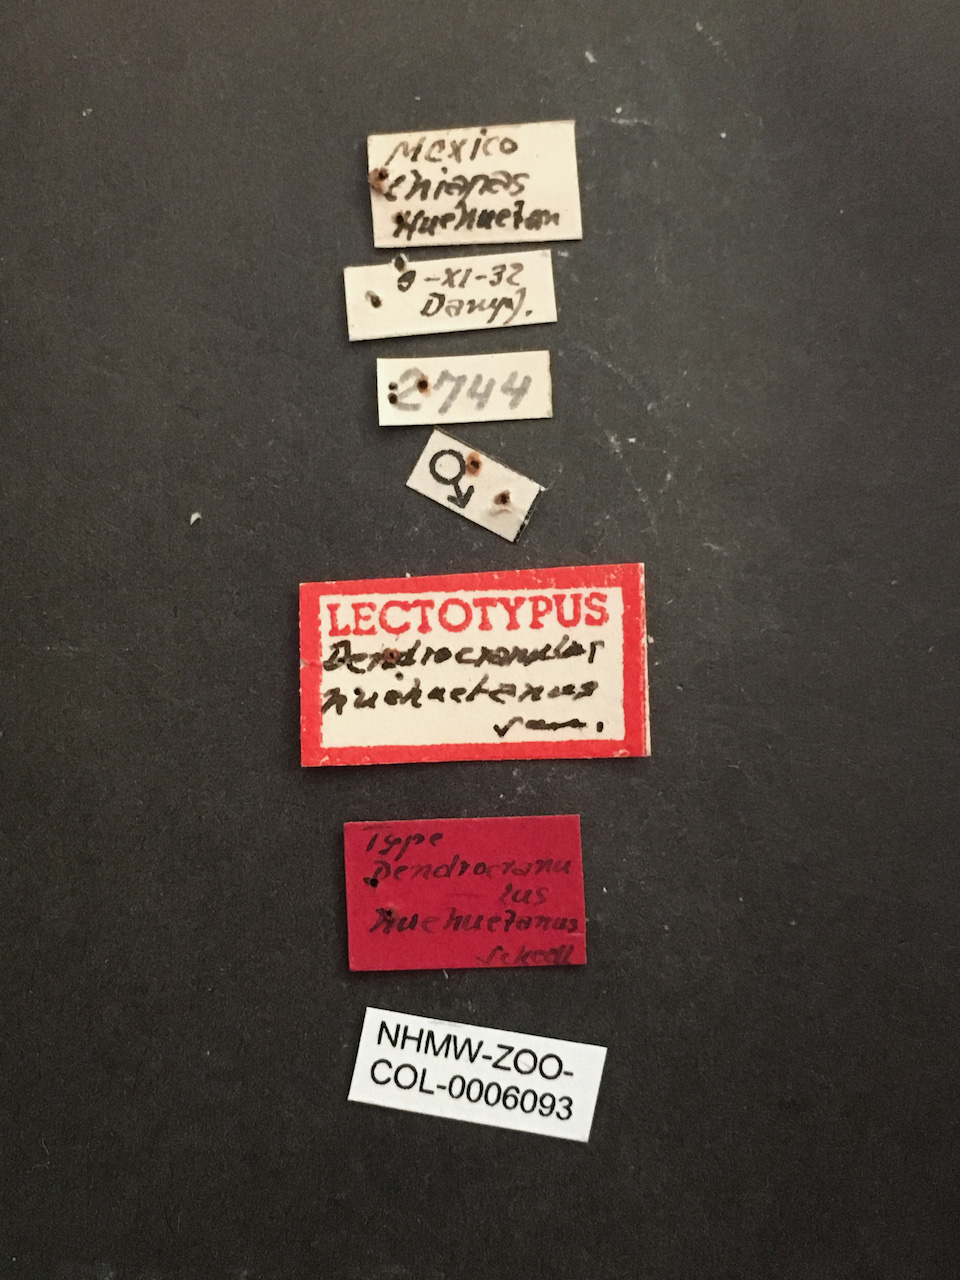 Mexico
Chiapas
Huehuetan
-XI-32
Dampf.
2744
♂
LECTOTYPUS
Dendrocranulus
huehuetanus
Type
Dendrocranu
lus
huehuetanus
Schedl
NHMW-ZOO-
COL-0006093